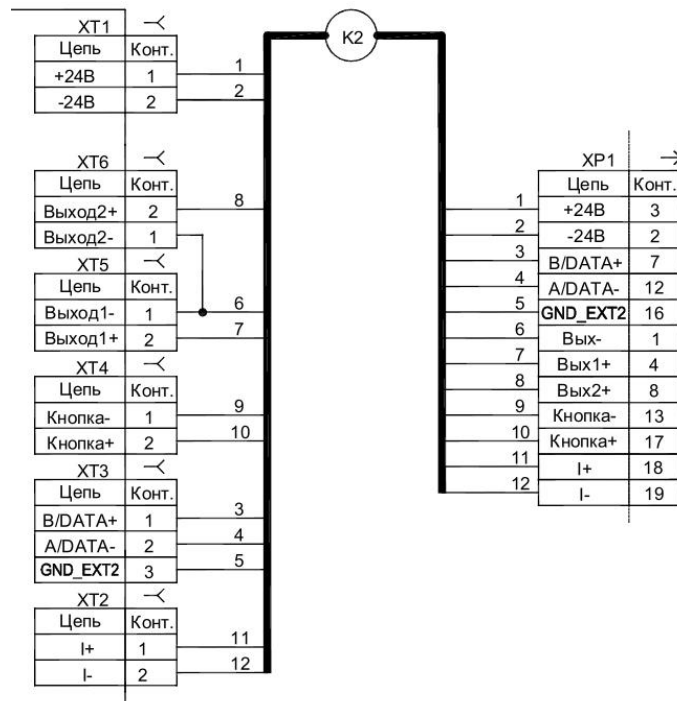 XT1
Цепь Конт.
+24В 1 1
-24В 2 2
XT6
Цепь Конт.
Выход2+ 2 8
Выход2- 1
XT5
Цепь Конт.
Выход1- 1 6
Выход1+ 2 7
XT4
Цепь Конт.
Кнопка- 1 9
Кнопка+ 2 10
XT3
Цепь Конт.
B/DATA+ 1 3
A/DATA- 2 4
GND_EXT2 3 5
XT2
Цепь Конт.
I+ 1 11
I- 2 12
K2
XP1
Цепь Конт.
1 +24В 3
2 -24В 2
3 B/DATA+ 7
4 A/DATA- 12
5 GND_EXT2 16
6 Вых- 1
7 Вых1+ 4
8 Вых2+ 8
9 Кнопка- 13
10 Кнопка+ 17
11 I+ 18
12 I- 19